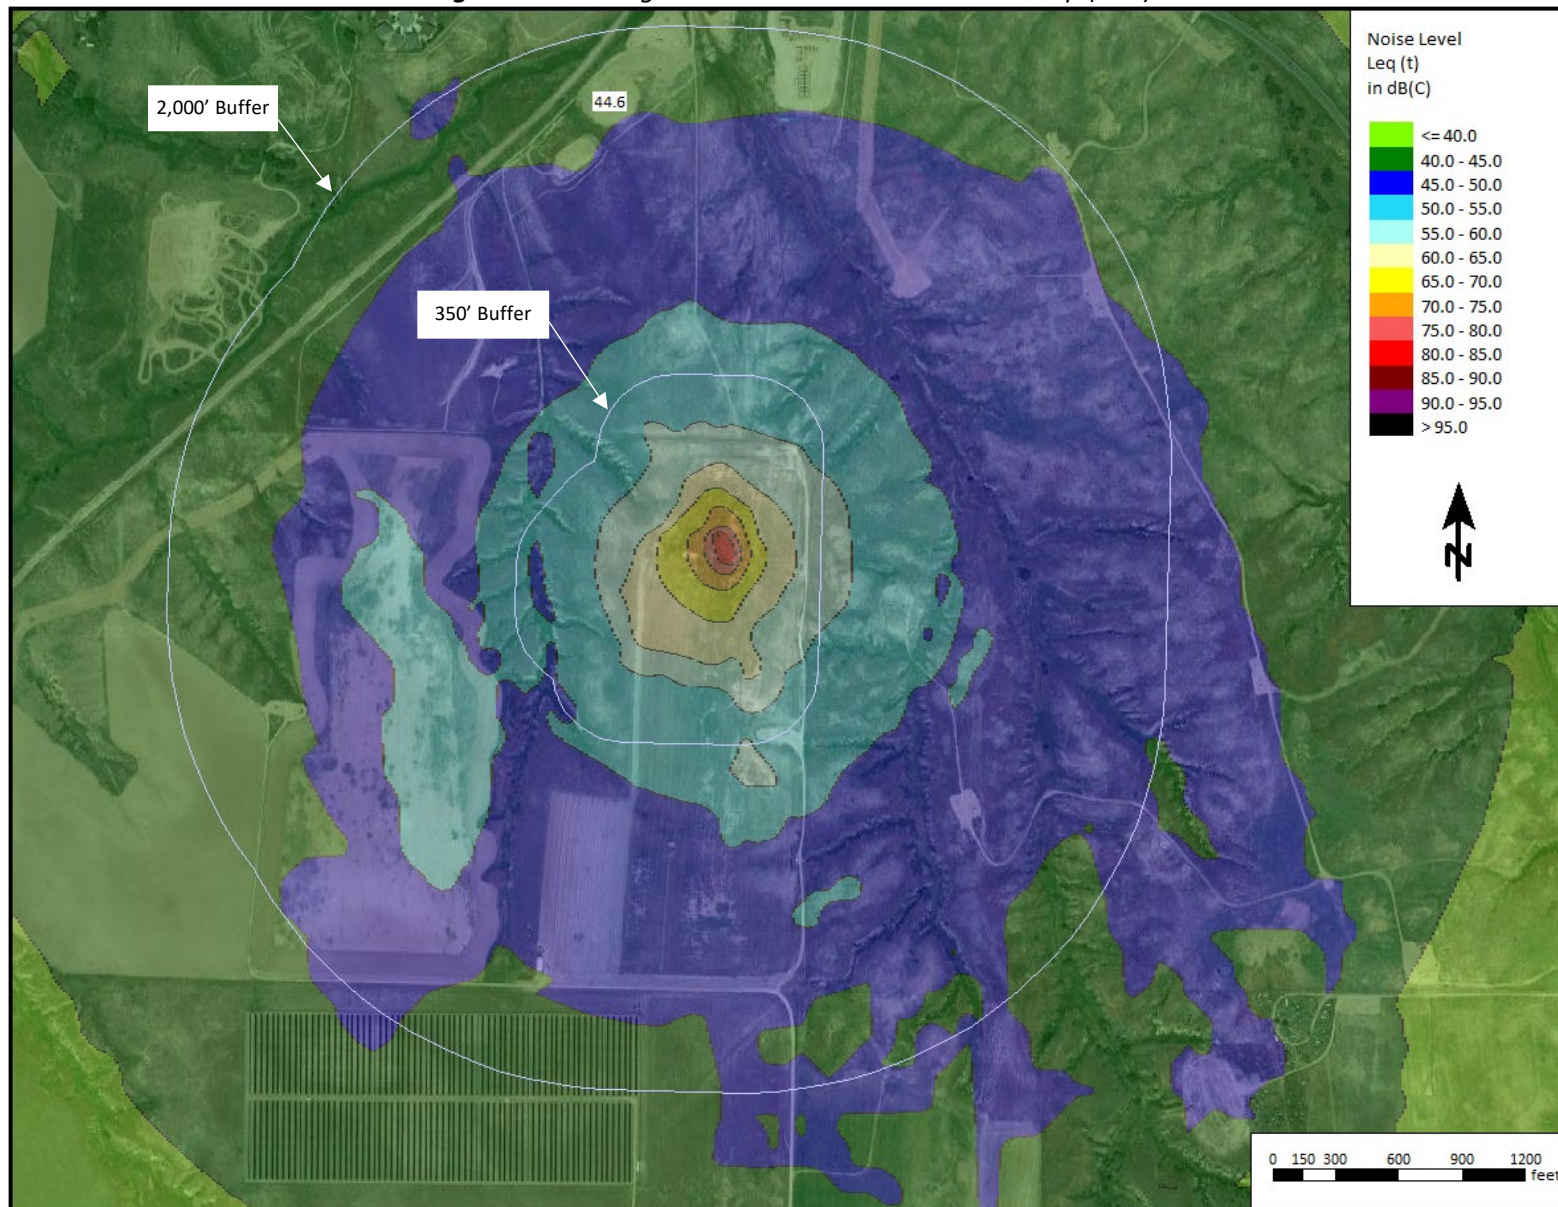 2,000' Buffer
44.6
350' Buffer
Noise Level
Leq (t)
in dB(C)
<= 40.0
40.0 - 45.0
45.0 - 50.0
50.0 - 55.0
55.0 - 60.0
60.0 - 65.0
65.0 - 70.0
70.0 - 75.0
75.0 - 80.0
80.0 - 85.0
85.0 - 90.0
90.0 - 95.0
> 95.0
N
0 150 300 600 900 1200
feet